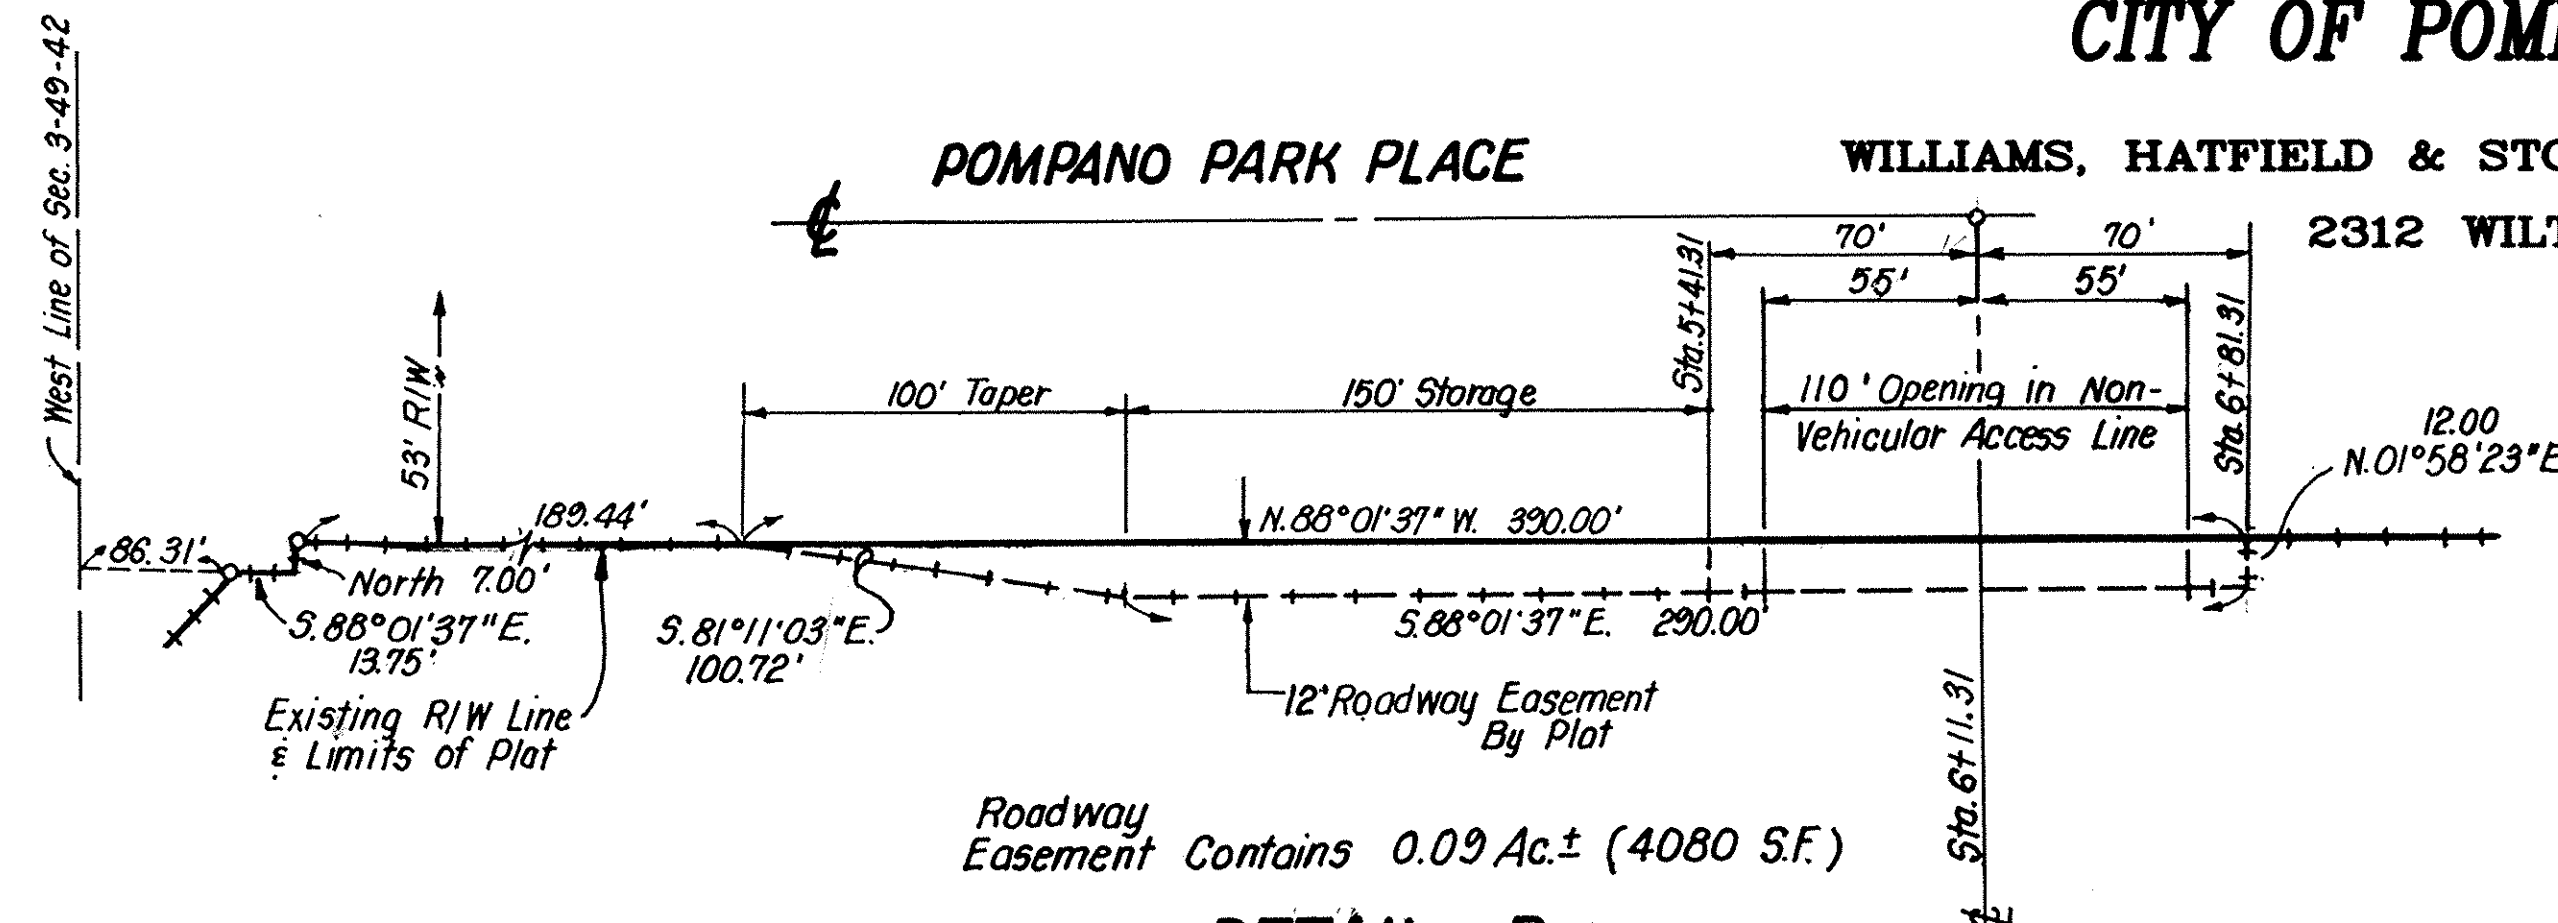 CITY OF
POMPANO PARK PLACE
WILLIAMS, HATFIELD &
2312
West Line of Sec. 3-49-42
℄
70' 70'
55' 55'
Sta. 5+41.31
Sta. 6+81.31
53' R/W
100' Taper
150' Storage
110' Opening in Non-
Vehicular Access Line
12.00
N.01°58'23"E
189.44'
N.88°01'37" W. 390.00'
86.31'
North 7.00'
S.88°01'37"E.
13.75'
S.81°11'03"E.
100.72'
S.88°01'37"E. 290.00'
Existing R/W Line
& Limits of Plat
12' Roadway Easement
By Plat
Sta. 6+11.31
Roadway
Easement Contains 0.09 Ac.± (4080 S.F.)